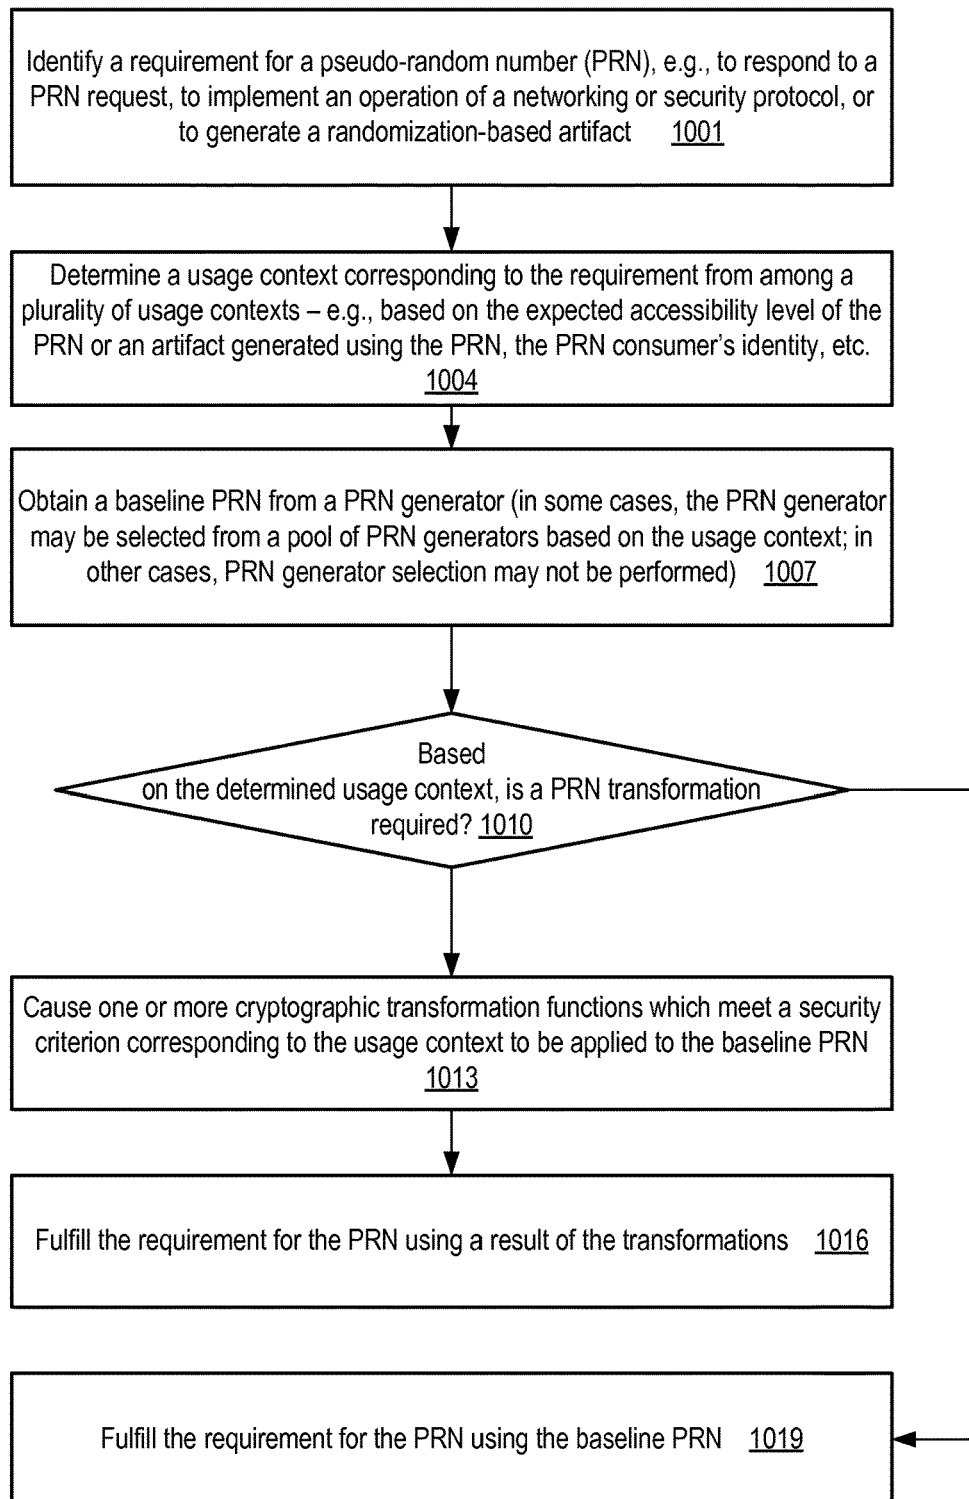 Identify a requirement for a pseudo-random number (PRN), e.g., to respond to a
PRN request, to implement an operation of a networking or security protocol, or
to generate a randomization-based artifact 1001
Determine a usage context corresponding to the requirement from among a
plurality of usage contexts – e.g., based on the expected accessibility level of the
PRN or an artifact generated using the PRN, the PRN consumer's identity, etc.
1004
Obtain a baseline PRN from a PRN generator (in some cases, the PRN generator
may be selected from a pool of PRN generators based on the usage context; in
other cases, PRN generator selection may not be performed) 1007
Based
on the determined usage context, is a PRN transformation
required? 1010
Cause one or more cryptographic transformation functions which meet a security
criterion corresponding to the usage context to be applied to the baseline PRN
1013
Fulfill the requirement for the PRN using a result of the transformations 1016
Fulfill the requirement for the PRN using the baseline PRN 1019